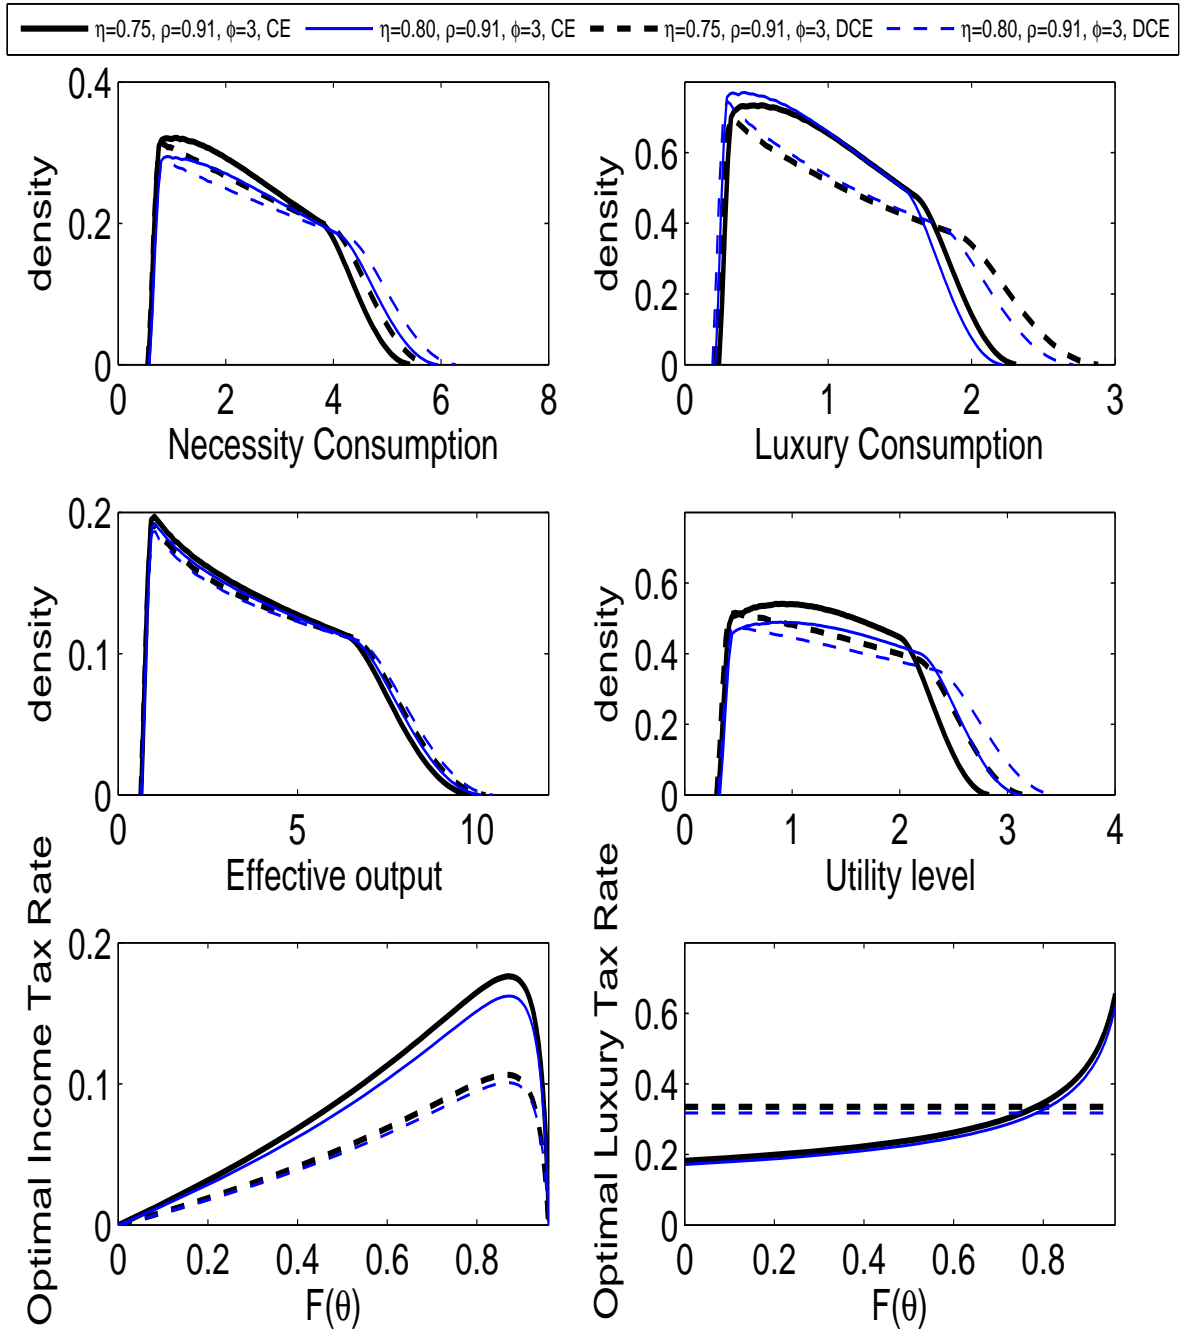 η=0.75, ρ=0.91, ϕ=3, CE η=0.80, ρ=0.91, ϕ=3, CE η=0.75, ρ=0.91, ϕ=3, DCE η=0.80, ρ=0.91, ϕ=3, DCE
0.4
0.2
0
density
0 2 4 6 8
Necessity Consumption
0.6
0.4
0.2
0
density
0 1 2 3
Luxury Consumption
0.2
0.1
0
density
0 5 10
Effective output
0.6
0.4
0.2
0
density
0 1 2 3 4
Utility level
0.2
0.1
0
Optimal Income Tax Rate
0 0.2 0.4 0.6 0.8
F(θ)
0.6
0.4
0.2
0
Optimal Luxury Tax Rate
0 0.2 0.4 0.6 0.8
F(θ)